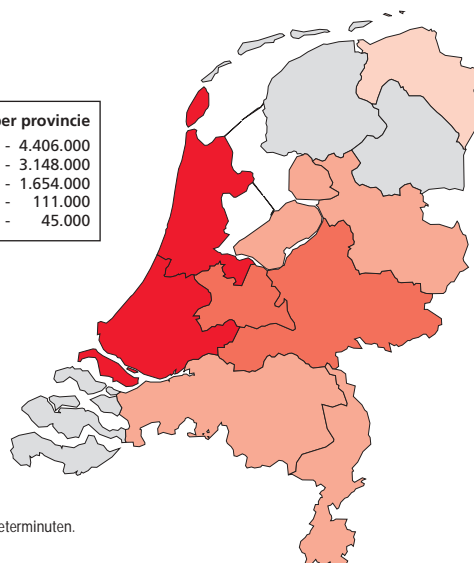 per provincie
- 4.406.000
- 3.148.000
- 1.654.000
- 111.000
- 45.000
eterminuten.